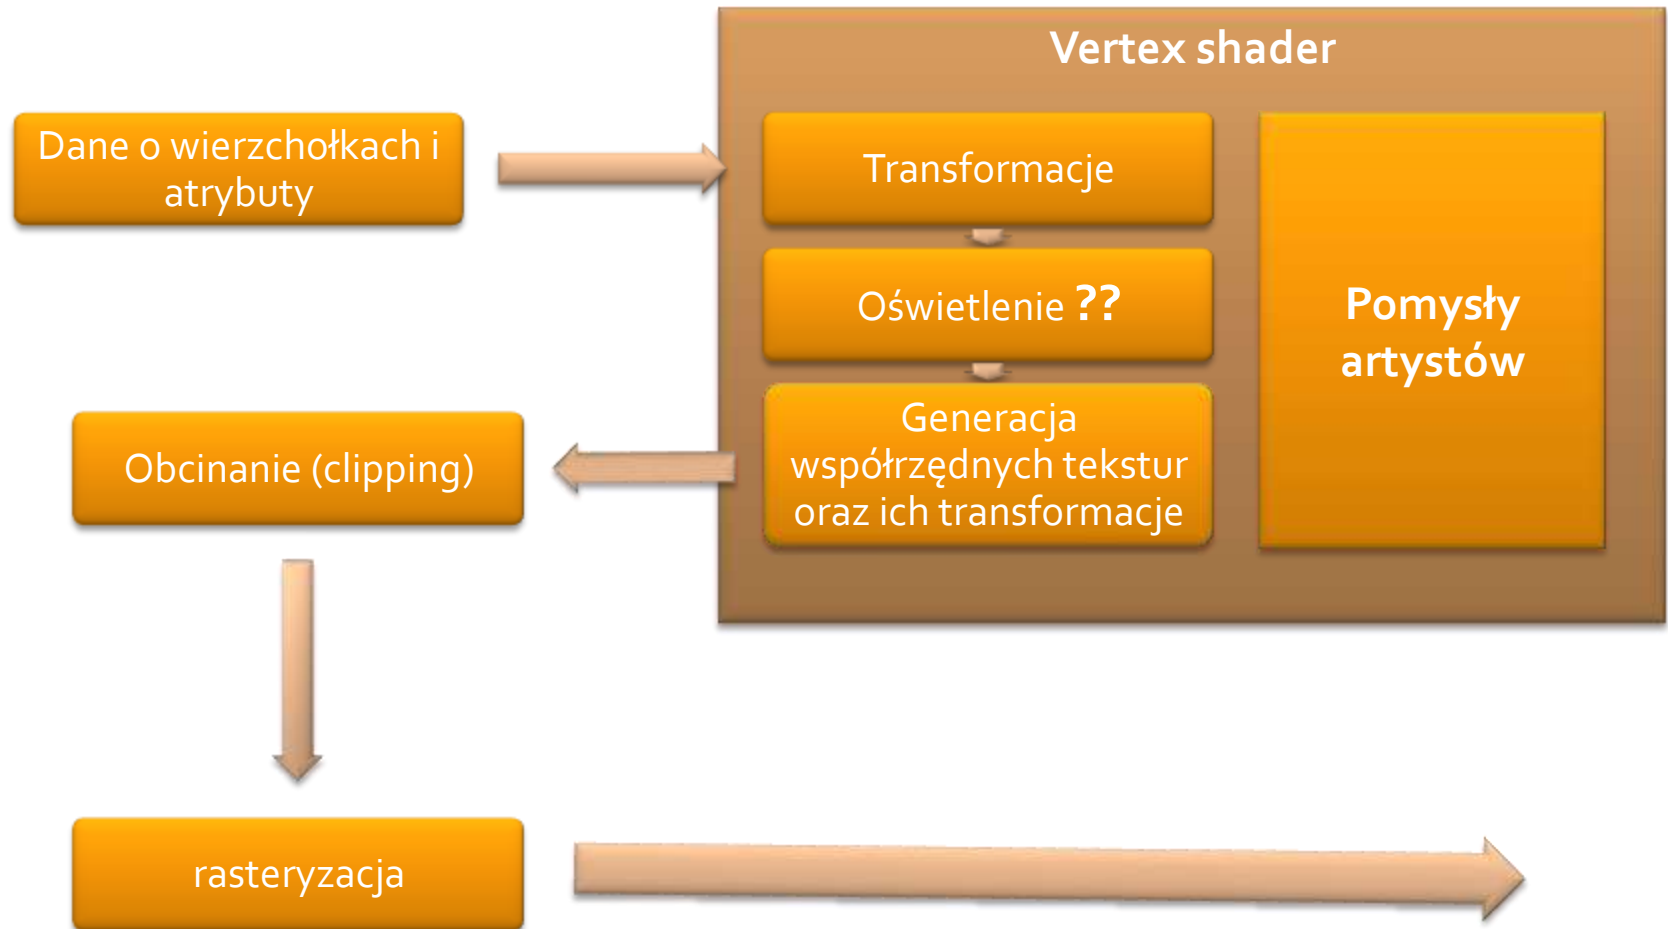 Vertex shader
Dane o wierzchołkach i
atrybuty
Transformacje
Oświetlenie ??
Generacja
współrzędnych tekstur
oraz ich transformacje
Pomysły
artystów
Obcinanie (clipping)
rasteryzacja